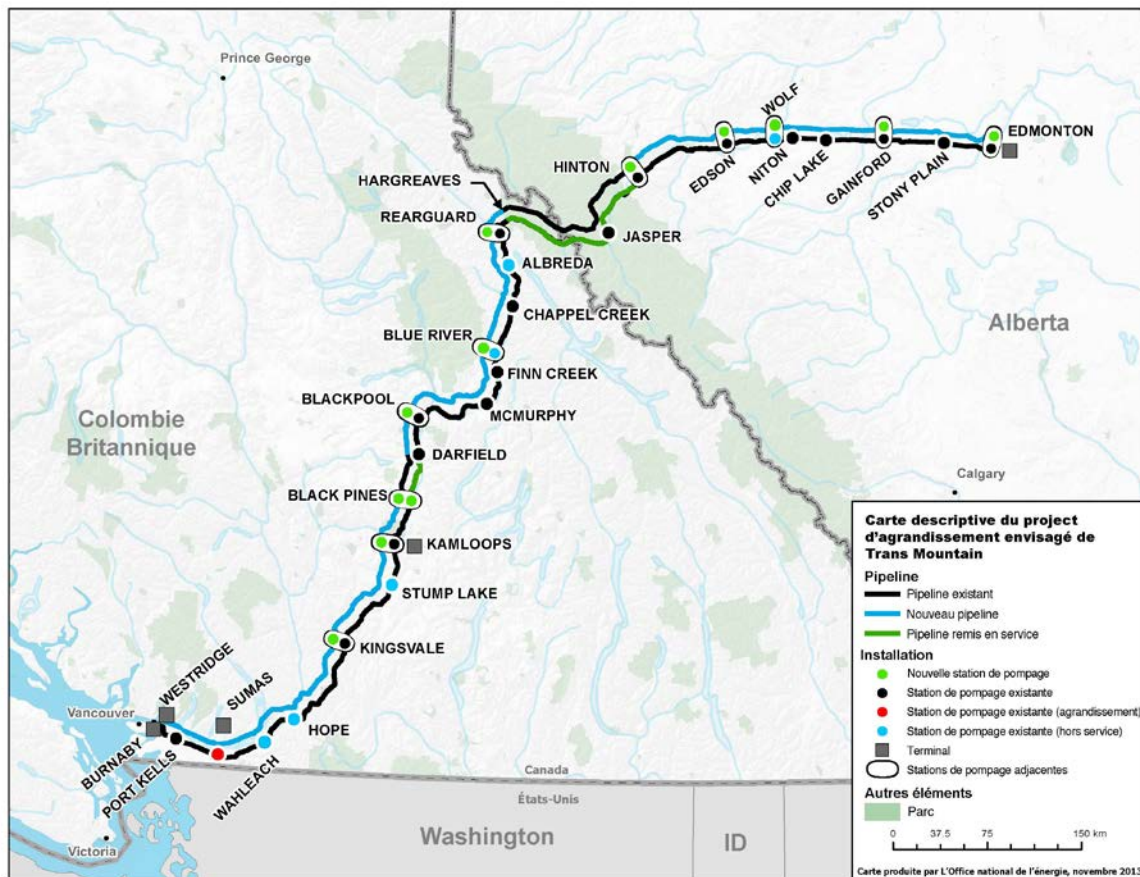 Prince George
WOLF
EDMONTON
HINTON
EDSON
NITON
CHIP LAKE
GAINFORD
STONY PLAIN
HARGREAVES
REARGUARD
JASPER
ALBREDA
CHAPPEL CREEK
Alberta
BLUE RIVER
FINN CREEK
BLACKPOOL
MCMURPHY
Colombie
Britannique
DARFIELD
Calgary
BLACK PINES
KAMLOOPS
STUMP LAKE
KINGSVALE
WESTRIDGE
SUMAS
Vancouver
HOPE
BURNABY
PORT KELLS
WAHLEACH
Canada
États-Unis
Victoria
Washington
ID
Carte descriptive du project
d'agrandissement envisagé de
Trans Mountain
Pipeline
Pipeline existant
Nouveau pipeline
Pipeline remis en service
Installation
Nouvelle station de pompage
Station de pompage existante
Station de pompage existante (agrandissement)
Station de pompage existante (hors service)
Terminal
Stations de pompage adjacentes
Autres éléments
Parc
0 37.5 75 150 km
Carte produite par L'Office national de l'énergie, novembre 2013